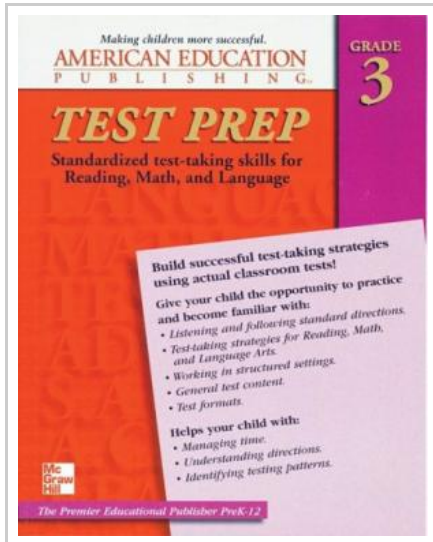 Making children more successful.
AMERICAN EDUCATION
PUBLISHING™
GRADE
3
TEST PREP
Standardized test-taking skills for
Reading, Math, and Language
Build successful test-taking strategies
using actual classroom tests!
Give your child the opportunity to practice
and become familiar with:
• Listening and following standard directions.
• Test-taking strategies for Reading, Math,
and Language Arts.
• Working in structured settings.
• General test content.
• Test formats.
Helps your child with:
• Managing time.
• Understanding directions.
• Identifying testing patterns.
Mc
Graw
Hill
The Premier Educational Publisher PreK-12